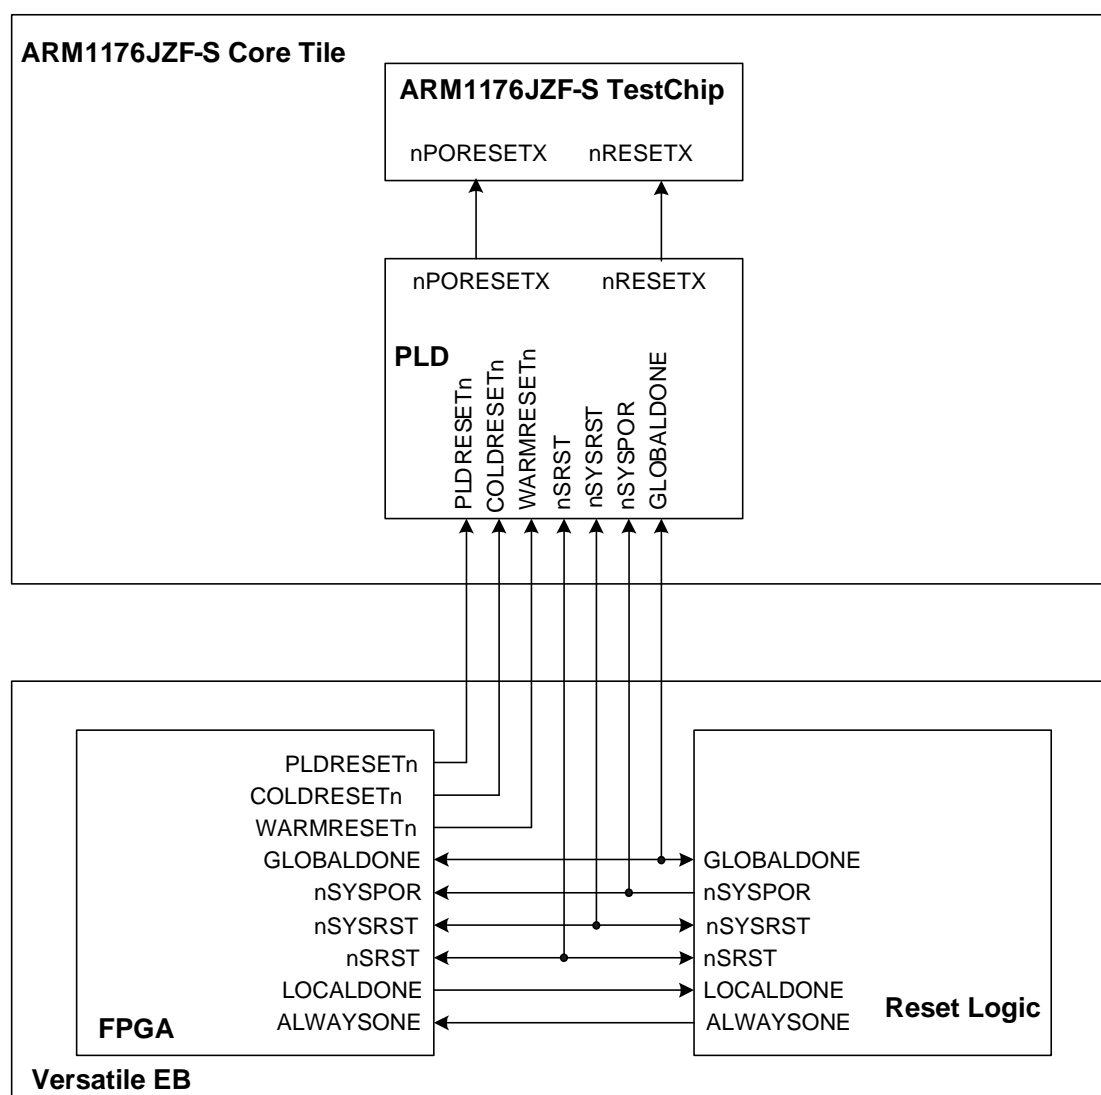 ARM1176JZF-S Core Tile
ARM1176JZF-S TestChip
nPORESETX nRESETX
nPORESETX nRESETX
PLD
PLDRESETn
COLDRESETn
WARMRESETn
nSRST
nSYSRST
nSYSPOR
GLOBALDONE
PLDRESETn
COLDRESETn
WARMRESETn
GLOBALDONE GLOBALDONE
nSYSPOR nSYSPOR
nSYSRST nSYSRST
nSRST nSRST
LOCALDONE LOCALDONE
ALWAYSONE ALWAYSONE
FPGA Reset Logic
Versatile EB